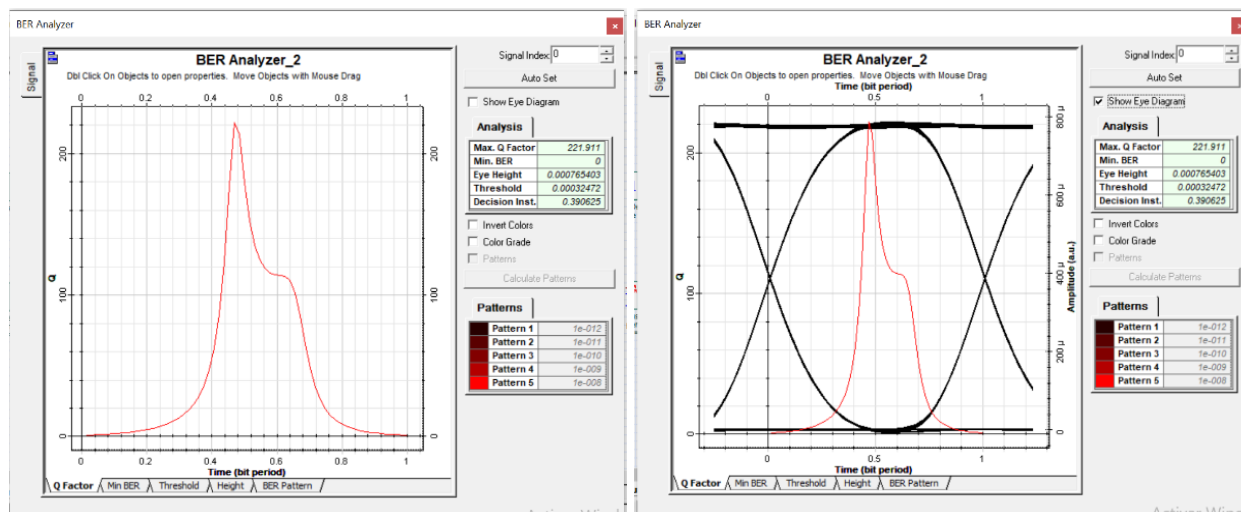 BER Analyzer
Signal
BER Analyzer_2
Dbl Click On Objects to open properties. Move Objects with Mouse Drag
Time (bit period)
0 0.2 0.4 0.6 0.8 1
200
100
0
Q
200
100
0
0 0.2 0.4 0.6 0.8 1
Time (bit period)
Q Factor Min BER Threshold Height BER Pattern
Signal Index: 0
Auto Set
Show Eye Diagram
Analysis
Max. Q Factor 221.911
Min. BER 0
Eye Height 0.000765403
Threshold 0.00032472
Decision Inst. 0.390625
Invert Colors
Color Grade
Patterns
Calculate Patterns
Patterns
Pattern 1 1e-012
Pattern 2 1e-011
Pattern 3 1e-010
Pattern 4 1e-009
Pattern 5 1e-008
BER Analyzer
Signal
BER Analyzer_2
Dbl Click On Objects to open properties. Move Objects with Mouse Drag
Time (bit period)
0 0.5 1
200
100
0
Q
800 µ
600 µ
400 µ
200 µ
0
Amplitude (a.u.)
0 0.5 1
Time (bit period)
Q Factor Min BER Threshold Height BER Pattern
Signal Index: 0
Auto Set
Show Eye Diagram
Analysis
Max. Q Factor 221.911
Min. BER 0
Eye Height 0.000765403
Threshold 0.00032472
Decision Inst. 0.390625
Invert Colors
Color Grade
Patterns
Calculate Patterns
Patterns
Pattern 1 1e-012
Pattern 2 1e-011
Pattern 3 1e-010
Pattern 4 1e-009
Pattern 5 1e-008